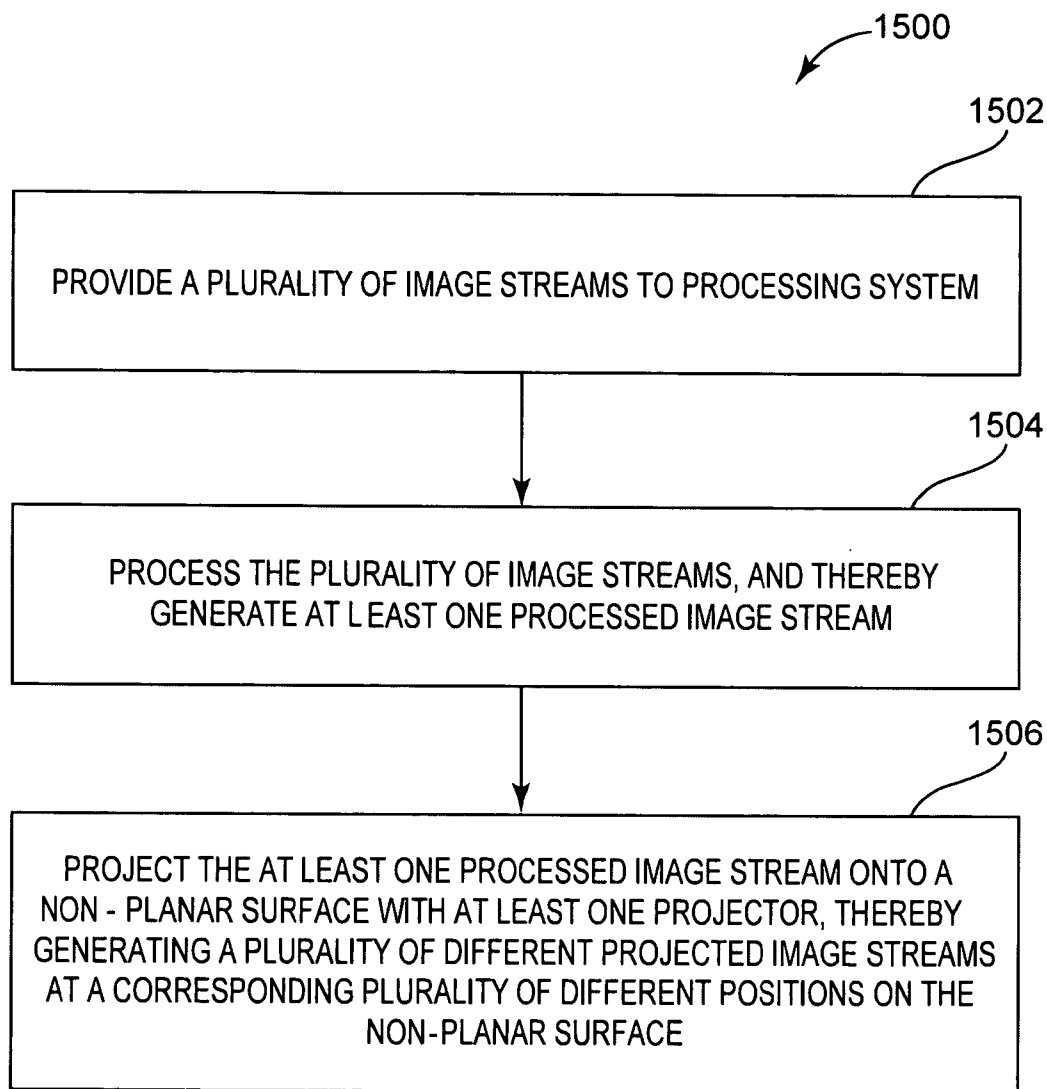 1500
1502
PROVIDE A PLURALITY OF IMAGE STREAMS TO PROCESSING SYSTEM
1504
PROCESS THE PLURALITY OF IMAGE STREAMS, AND THEREBY
GENERATE AT LEAST ONE PROCESSED IMAGE STREAM
1506
PROJECT THE AT LEAST ONE PROCESSED IMAGE STREAM ONTO A
NON - PLANAR SURFACE WITH AT LEAST ONE PROJECTOR, THEREBY
GENERATING A PLURALITY OF DIFFERENT PROJECTED IMAGE STREAMS
AT A CORRESPONDING PLURALITY OF DIFFERENT POSITIONS ON THE
NON-PLANAR SURFACE